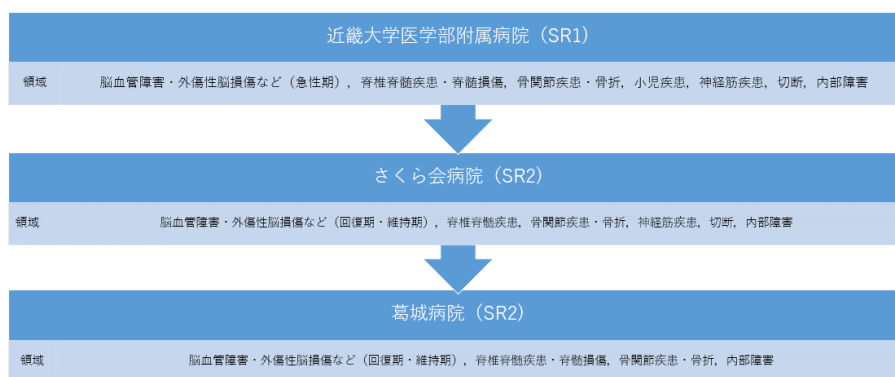 近畿大学医学部附属病院（SR1）
領域 脳血管障害・外傷性脳損傷など（急性期）, 脊椎脊髄疾患・脊髄損傷, 骨関節疾患・骨折, 小児疾患, 神経筋疾患, 切断, 内部障害
さくら会病院（SR2）
領域 脳血管障害・外傷性脳損傷など（回復期・維持期）, 脊椎脊髄疾患, 骨関節疾患・骨折, 神経筋疾患, 切断, 内部障害
葛城病院（SR2）
領域 脳血管障害・外傷性脳損傷など（回復期・維持期）, 脊椎脊髄疾患・脊髄損傷, 骨関節疾患・骨折, 内部障害